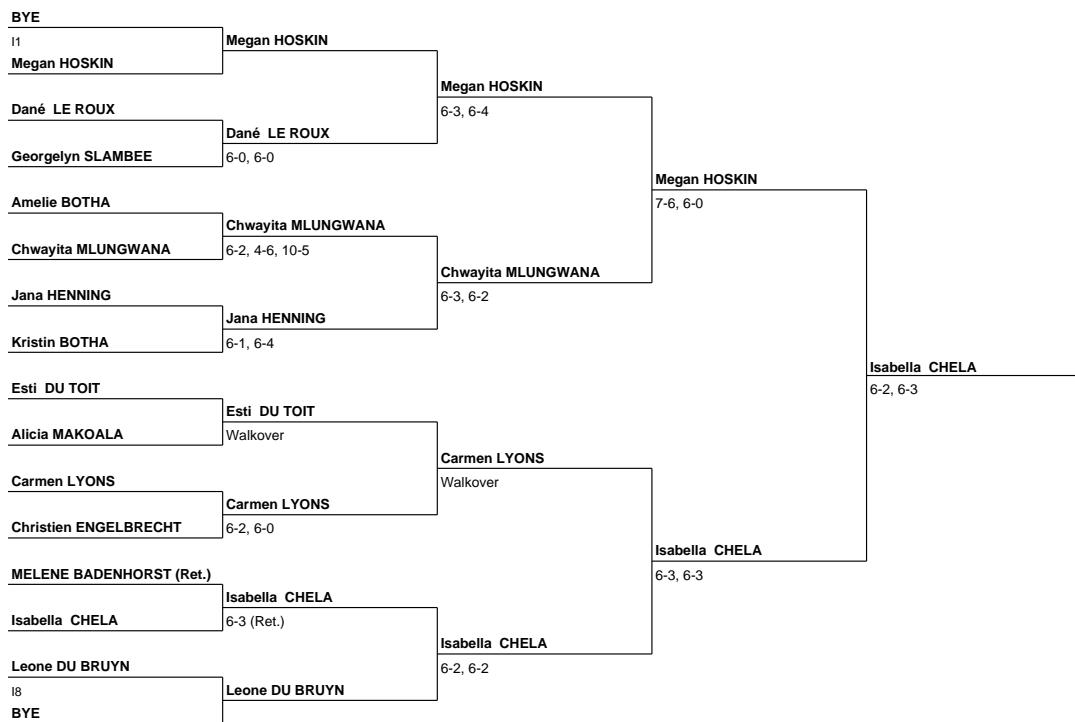 BYE
I1
Megan HOSKIN
Megan HOSKIN
Dané LE ROUX
Georgelyn SLAMBEE
Dané LE ROUX
6-0, 6-0
Megan HOSKIN
6-3, 6-4
Amelie BOTHA
Chwayita MLUNGWANA
Chwayita MLUNGWANA
6-2, 4-6, 10-5
Jana HENNING
Kristin BOTHA
Jana HENNING
6-1, 6-4
Chwayita MLUNGWANA
6-3, 6-2
Megan HOSKIN
7-6, 6-0
Esti DU TOIT
Alicia MAKOALA
Esti DU TOIT
Walkover
Carmen LYONS
Christien ENGELBRECHT
Carmen LYONS
6-2, 6-0
Carmen LYONS
Walkover
MELENE BADENHORST (Ret.)
Isabella CHELA
Isabella CHELA
6-3 (Ret.)
Leone DU BRUYN
I8
BYE
Leone DU BRUYN
Isabella CHELA
6-2, 6-2
Isabella CHELA
6-3, 6-3
Isabella CHELA
6-2, 6-3